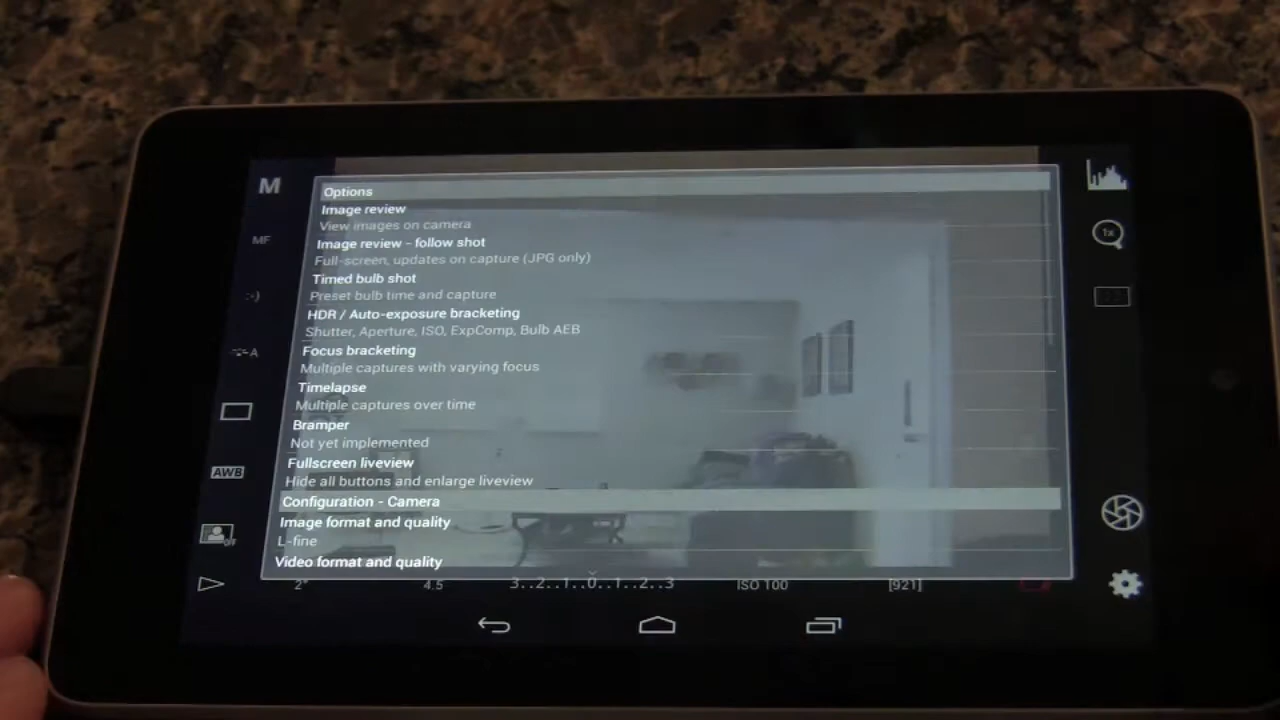 M
Options
Image review
View images on camera
MF
Image review - follow shot
Full-screen, updates on capture (JPG only)
1x
Timed bulb shot
:-)
Preset bulb time and capture
HDR / Auto-exposure bracketing
Shutter, Aperture, ISO, ExpComp, Bulb AEB
A
Focus bracketing
Multiple captures with varying focus
Timelapse
Multiple captures over time
Bramper
Not yet implemented
Fullscreen liveview
AWB
Hide all buttons and enlarge liveview
Configuration - Camera
Image format and quality
OFF
L-fine
Video format and quality
2" 4.5 3..2..1..0..1..2..3 ISO 100 [921]